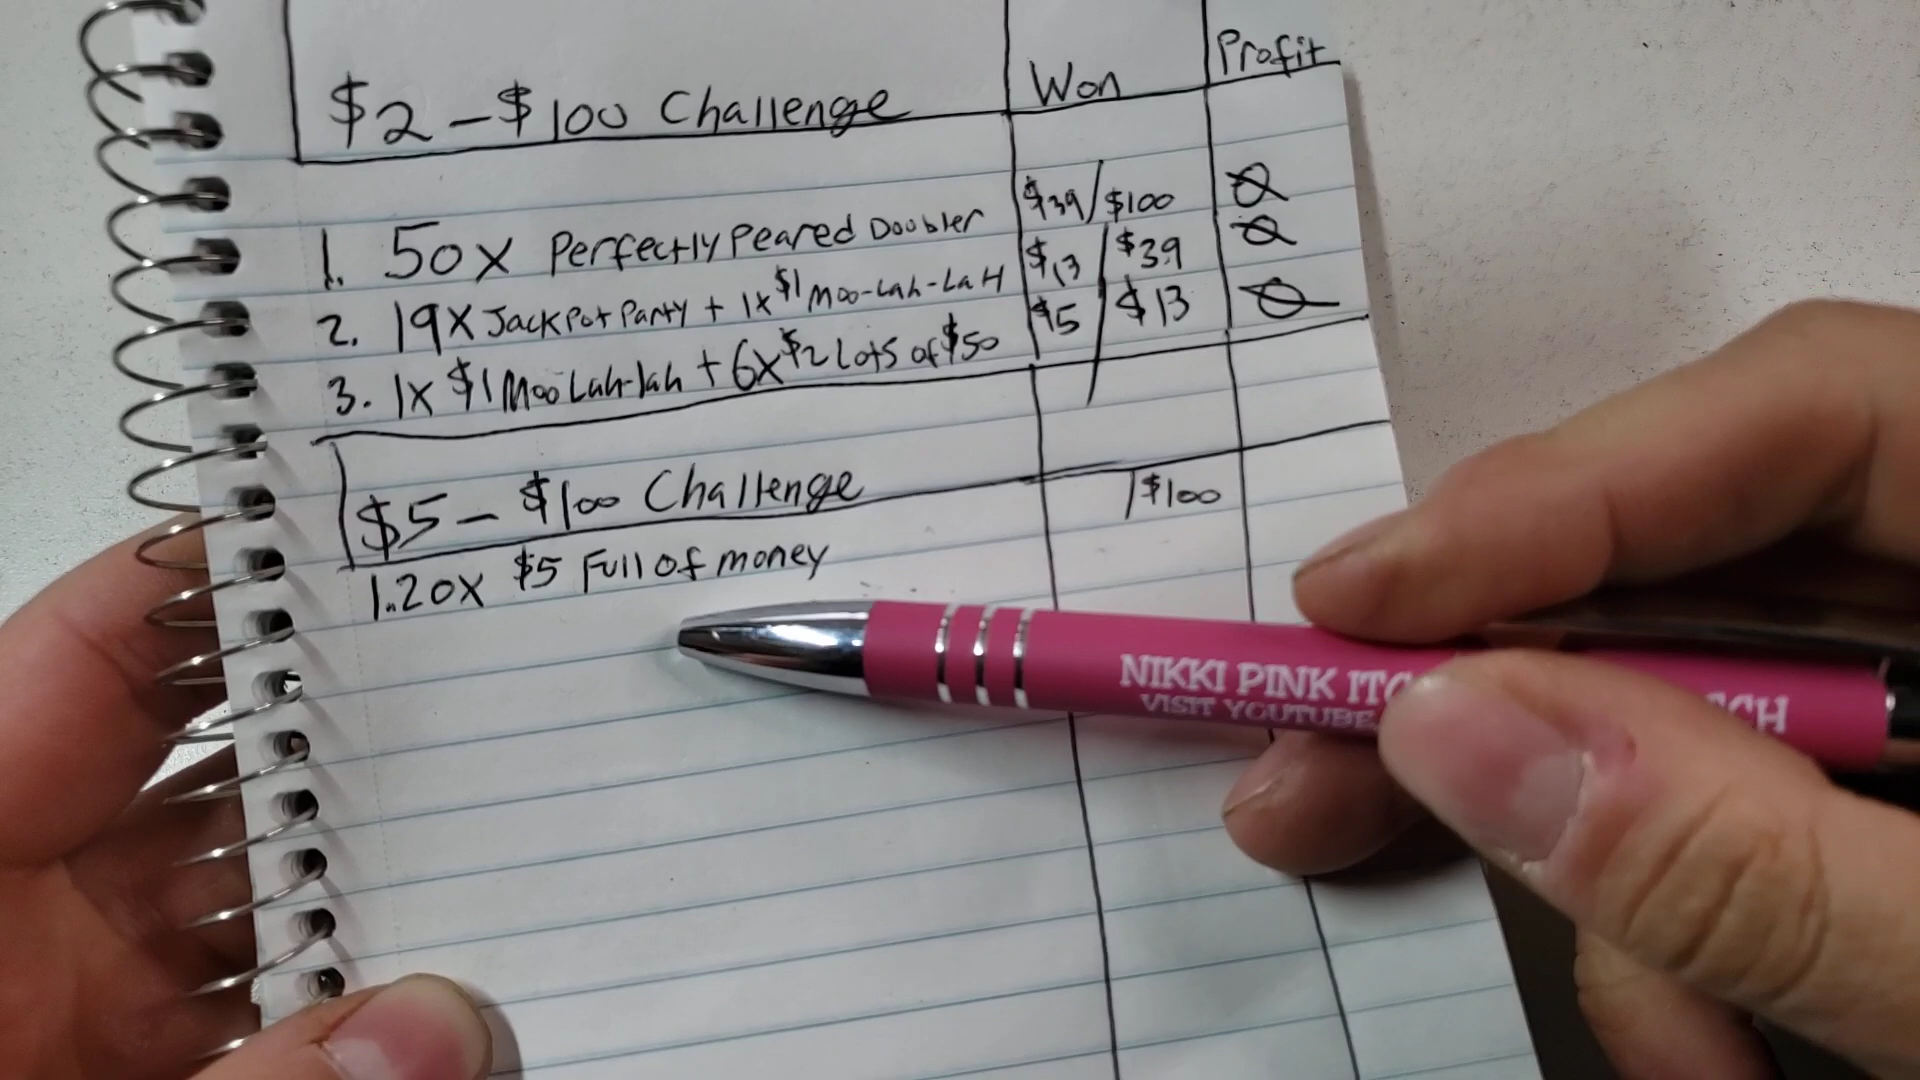 $2 - $100 Challenge Won Profit
1. 50x Perfectly Peared Doobler $39/$100 Ø
2. 19x Jackpot Party + 1x $1 Moo-Lah-LaH $13/$39 Ø
3. 1x $1 Moo Lah-lah + 6x $2 Lots of $50 $5/$13 Ø
$5 - $100 Challenge
1. 20x $5 Full of money /$100
NIKKI PINK
VISIT YOUTUBE